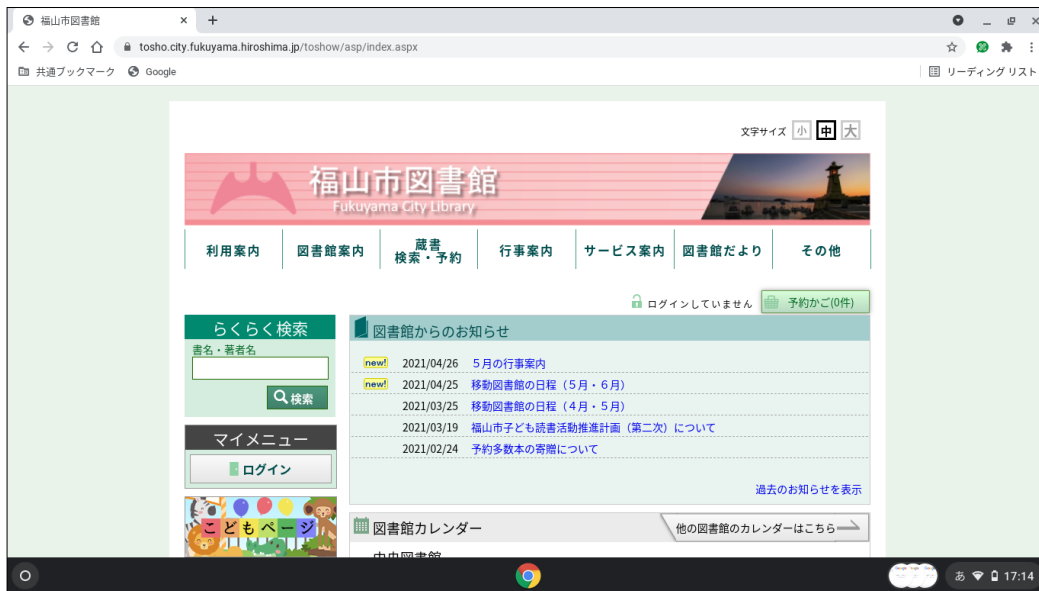 福山市図書館
tosho.city.fukuyama.hiroshima.jp/toshow/asp/index.aspx
共通ブックマーク Google リーディング リスト
文字サイズ 小 中 大
福山市図書館
Fukuyama City Library
利用案内 図書館案内 蔵書検索・予約 行事案内 サービス案内 図書館だより その他
ログインしていません 予約かご(0件)
らくらく検索
書名・著者名
検索
マイメニュー
ログイン
こどもページ
図書館からのお知らせ
new! 2021/04/26 5月の行事案内
new! 2021/04/25 移動図書館の日程（5月・6月）
2021/03/25 移動図書館の日程（4月・5月）
2021/03/19 福山市子ども読書活動推進計画（第二次）について
2021/02/24 予約多数本の寄贈について
過去のお知らせを表示
図書館カレンダー 他の図書館のカレンダーはこちら
中央図書館
あ 17:14